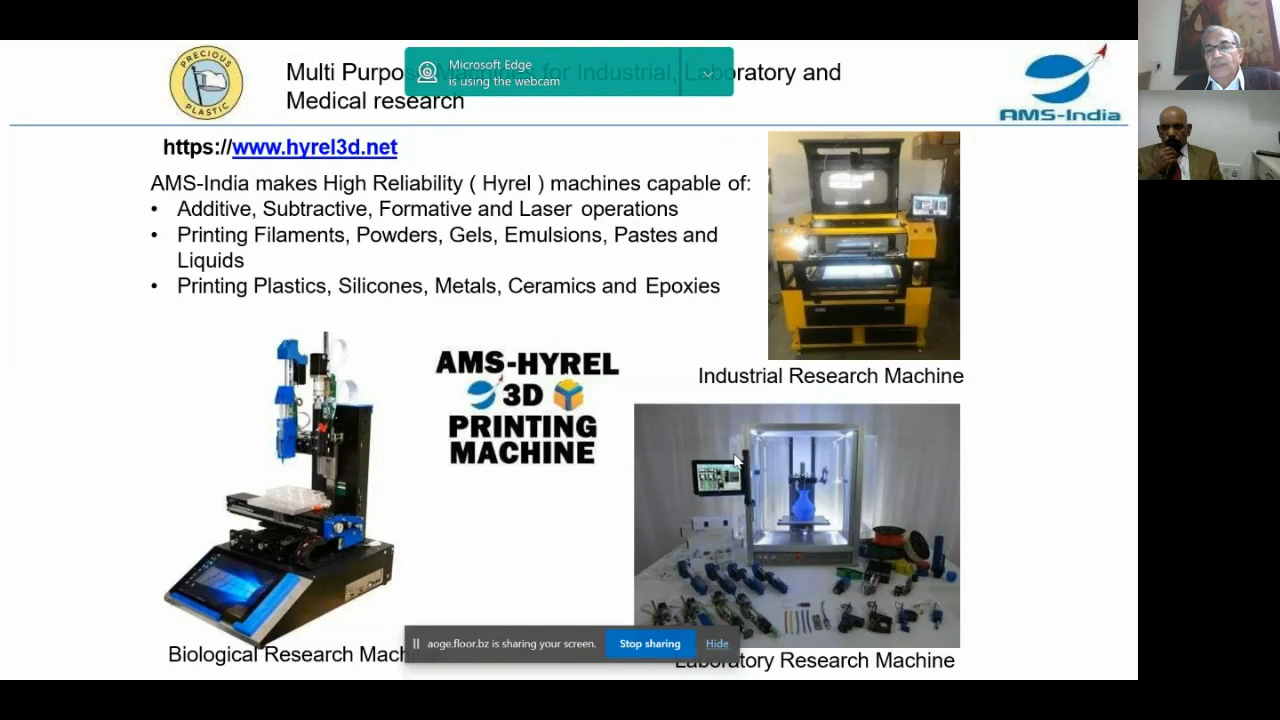 PRECIOUS
PLASTIC
Multi Purpo
for Industrial, Laboratory and
Medical research
Microsoft Edge
is using the webcam
AMS-India
https://www.hyrel3d.net
AMS-India makes High Reliability ( Hyrel ) machines capable of:
• Additive, Subtractive, Formative and Laser operations
• Printing Filaments, Powders, Gels, Emulsions, Pastes and
Liquids
• Printing Plastics, Silicones, Metals, Ceramics and Epoxies
Industrial Research Machine
AMS-HYREL
3D
PRINTING
MACHINE
aoge.floor.bz is sharing your screen.
Stop sharing
Hide
Biological Research Mach
Laboratory Research Machine